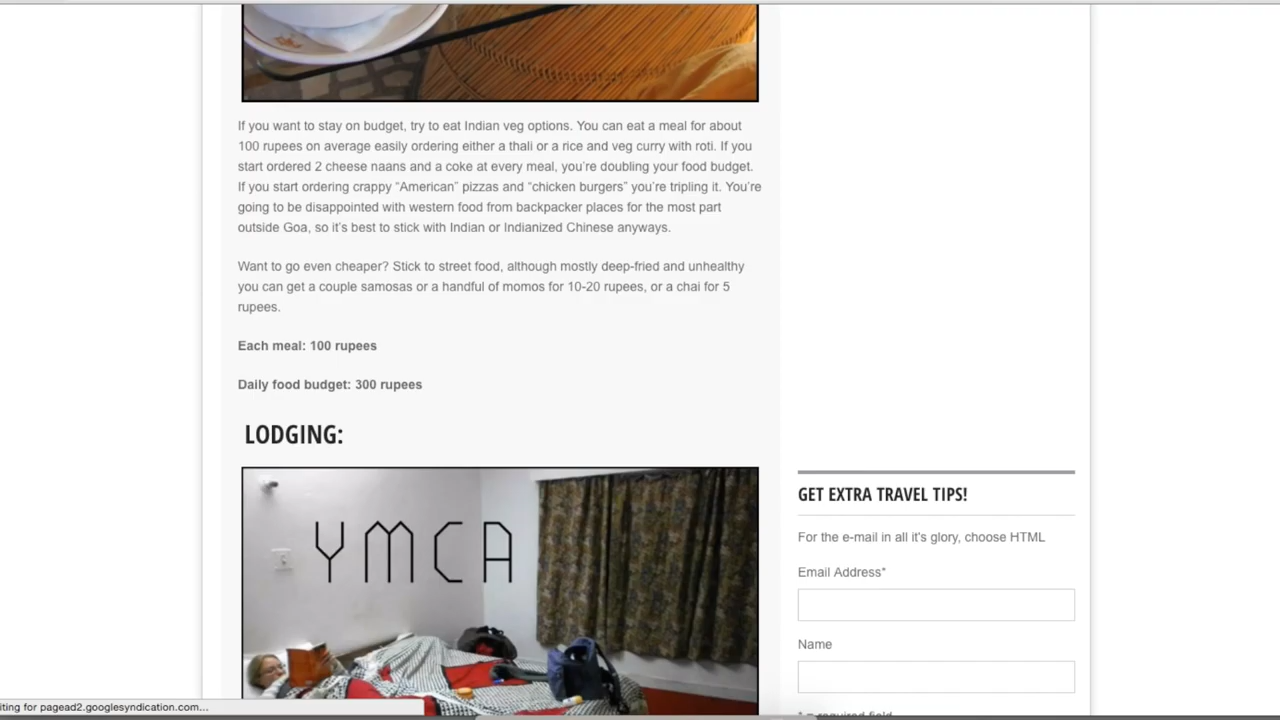 If you want to stay on budget, try to eat Indian veg options. You can eat a meal for about
100 rupees on average easily ordering either a thali or a rice and veg curry with roti. If you
start ordered 2 cheese naans and a coke at every meal, you're doubling your food budget.
If you start ordering crappy “American” pizzas and “chicken burgers” you're tripling it. You're
going to be disappointed with western food from backpacker places for the most part
outside Goa, so it's best to stick with Indian or Indianized Chinese anyways.
Want to go even cheaper? Stick to street food, although mostly deep-fried and unhealthy
you can get a couple samosas or a handful of momos for 10-20 rupees, or a chai for 5
rupees.
Each meal: 100 rupees
Daily food budget: 300 rupees
LODGING:
YMCA
GET EXTRA TRAVEL TIPS!
For the e-mail in all it's glory, choose HTML
Email Address*
Name
* = required field
iting for pagead2.googlesyndication.com...